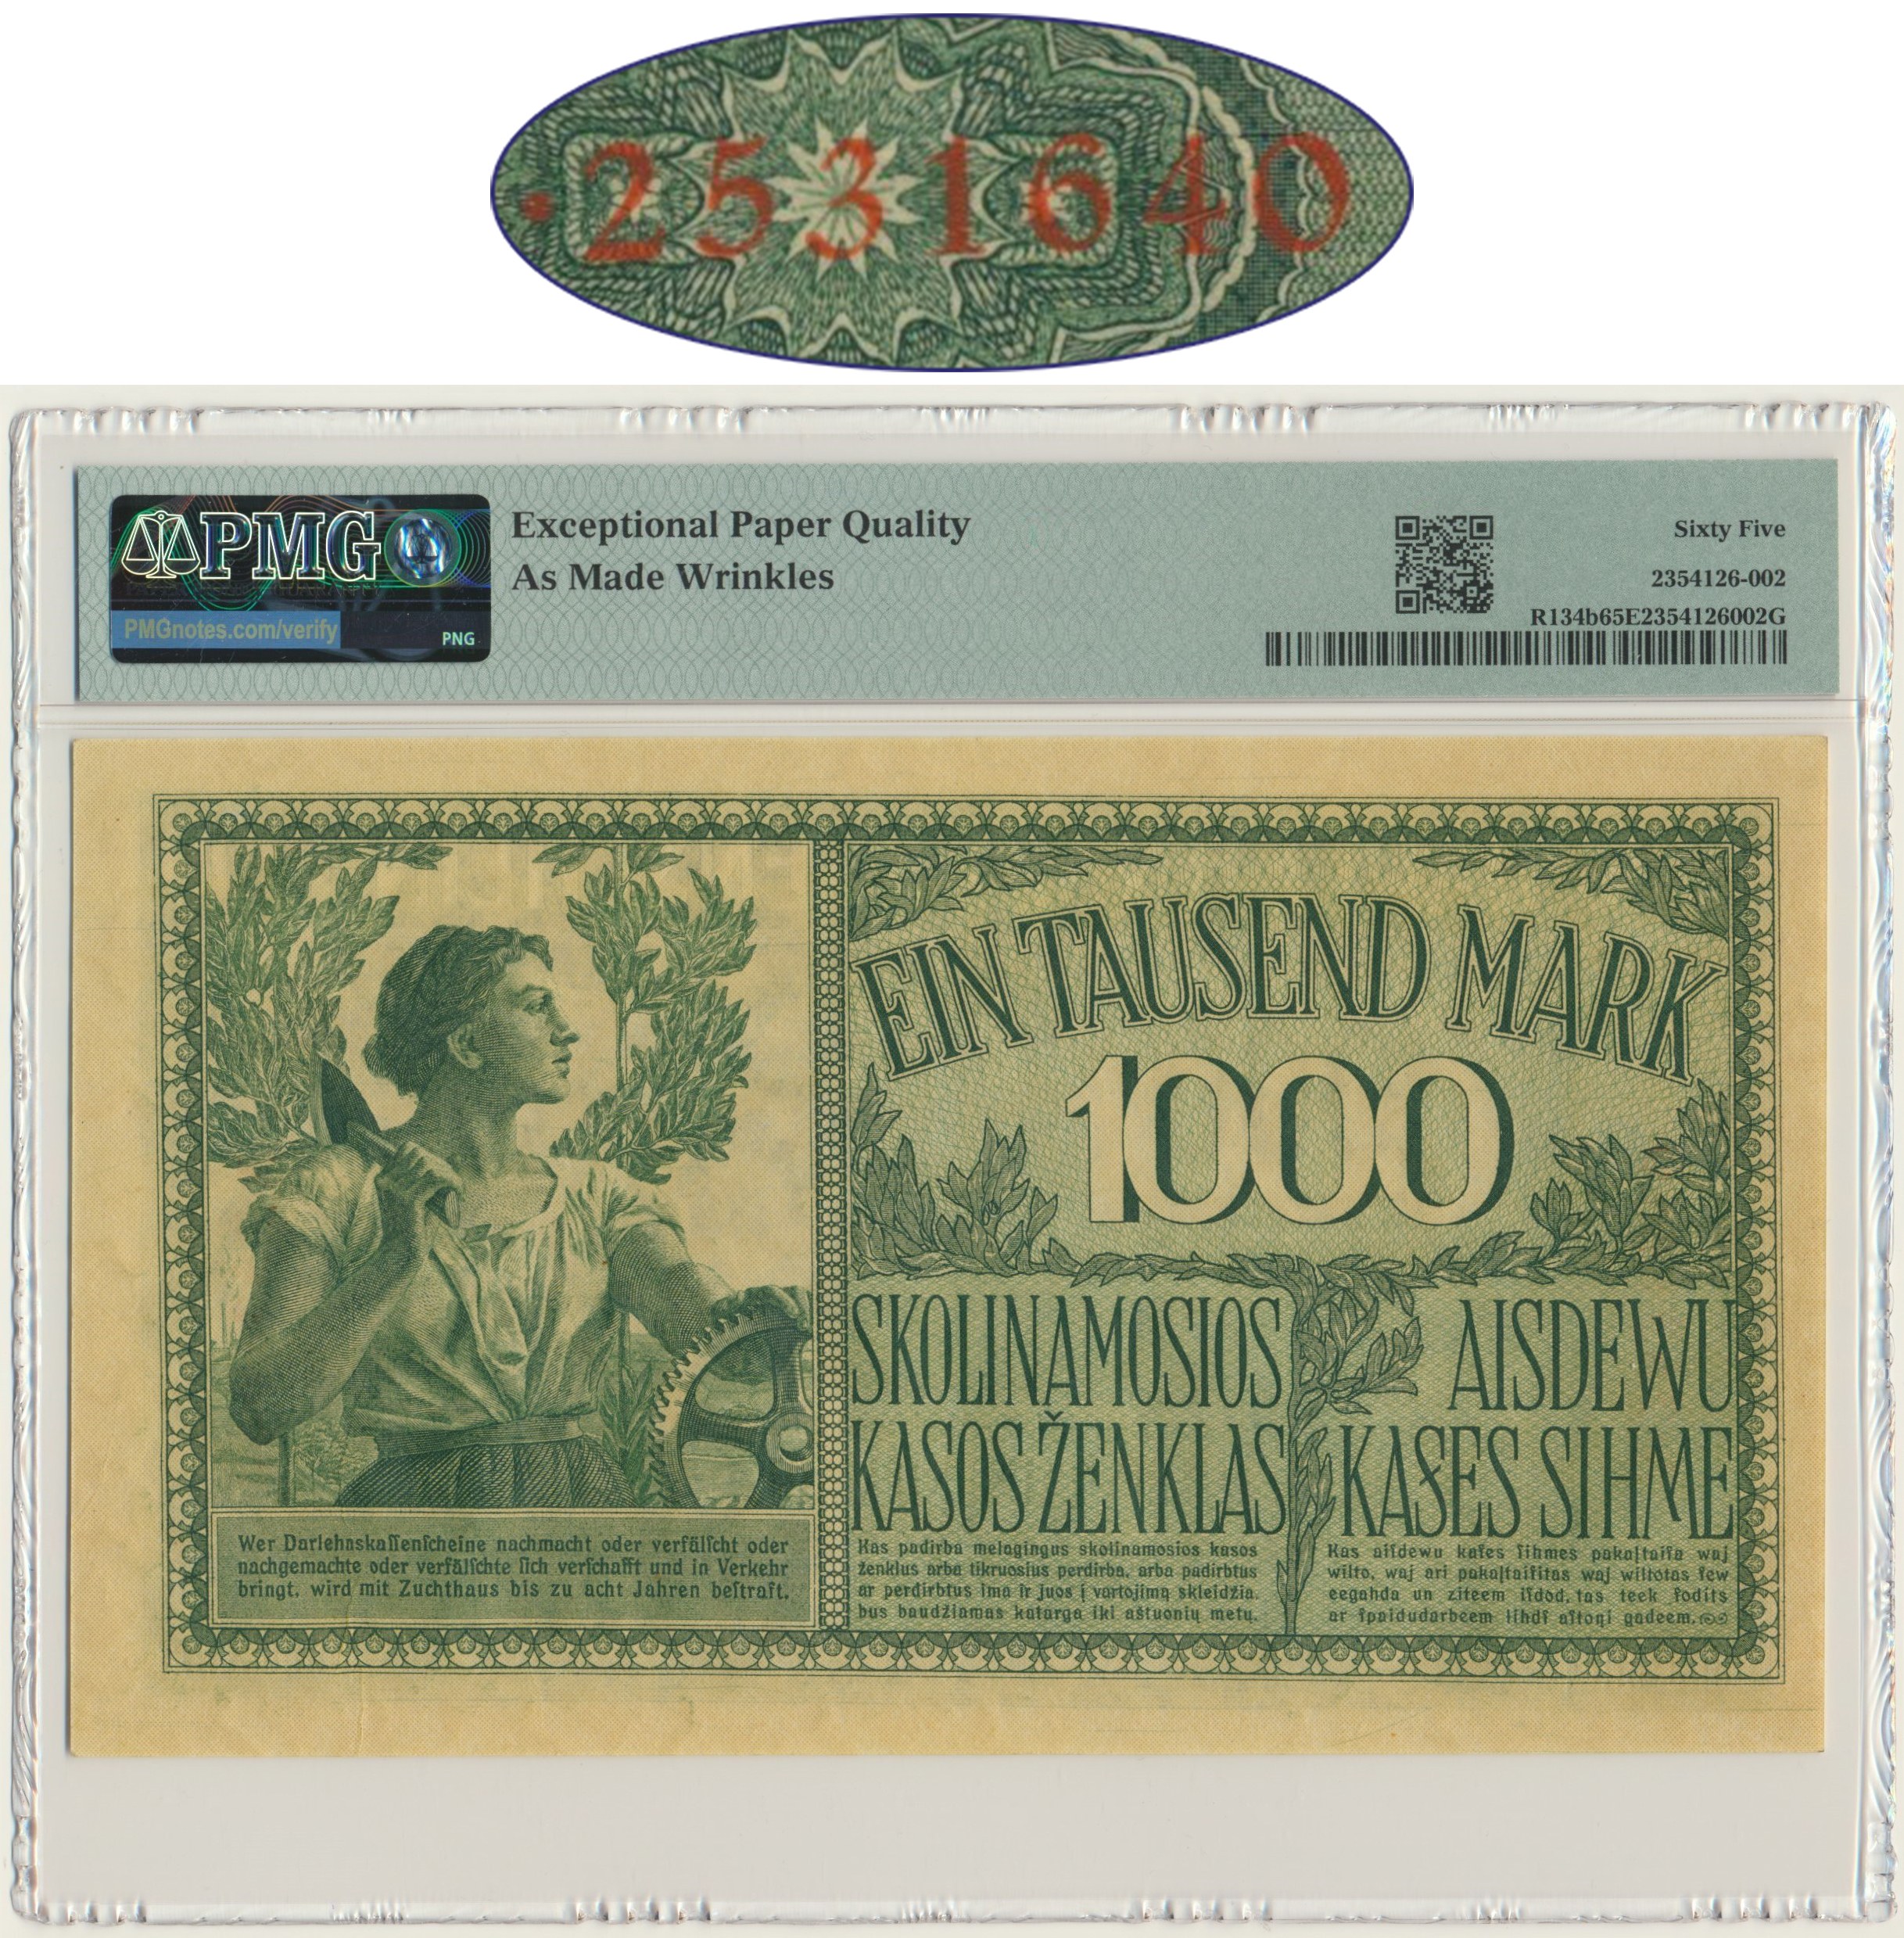 ·2531640
PMG
PMGnotes.com/verify
PNG
Exceptional Paper Quality
As Made Wrinkles
Sixty Five
2354126-002
R134b65E2354126002G
EIN TAUSEND MARK
1000
SKOLINAMOSIOS
KASOS ŽENKLAS
AISDEWU
KASES SIHME
Wer Darlehnskaſſenſcheine nachmacht oder verfälſcht oder
nachgemachte oder verfälſchte ſich verſchafft und in Verkehr
bringt, wird mit Zuchthaus bis zu acht Jahren beſtraft.
Kas padirba melagingus skolinamosios kasos
ženklus arba tikruosius perdirba, arba padirbtus
ar perdirbtus ima ir juos į vartojimą skleidžia,
bus baudžiamas katarga iki aštuonių metų.
Kas aiſdewu kaſes ſihmes pakaļtaiſa waj
wilto, waj ari pakaļtaiſitas waj wiltotas ſew
eegahda un ziteem iſdod, tas teek ſodits
ar ſpaidudarbeem lihdſ aſtoņi gadeem.